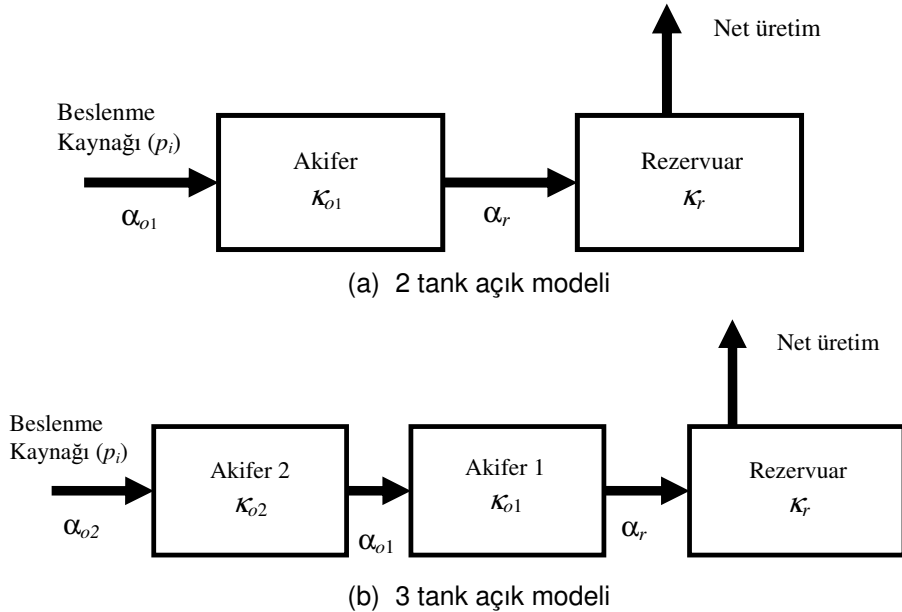 Net üretim
Beslenme
Kaynağı (pᵢ)
Akifer
κₒ₁
Rezervuar
κᵣ
αₒ₁
αᵣ
(a) 2 tank açık modeli
Net üretim
Beslenme
Kaynağı (pᵢ)
Akifer 2
κₒ₂
Akifer 1
κₒ₁
Rezervuar
κᵣ
αₒ₂
αₒ₁
αᵣ
(b) 3 tank açık modeli